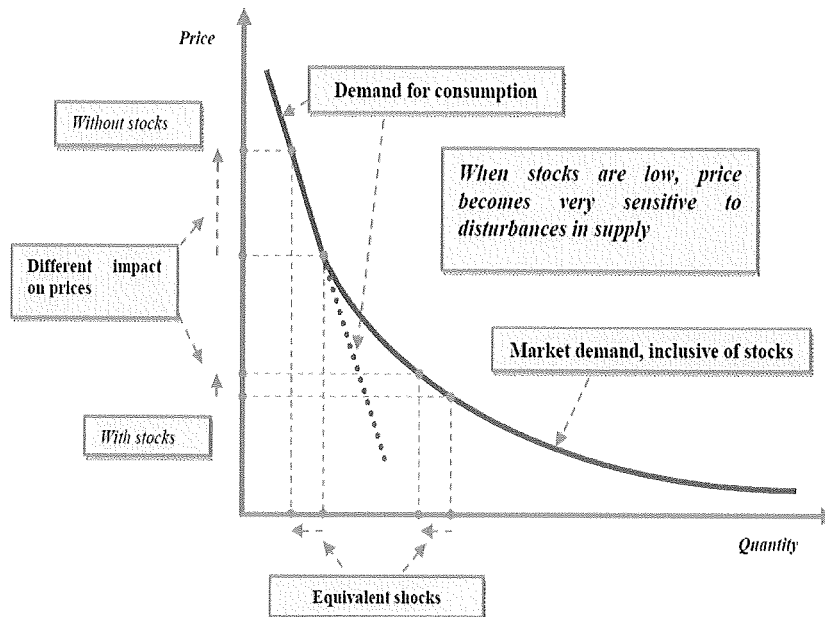 Price
Demand for consumption
Without stocks
When stocks are low, price
becomes very sensitive to
disturbances in supply
Different impact
on prices
Market demand, inclusive of stocks
With stocks
Quantity
Equivalent shocks